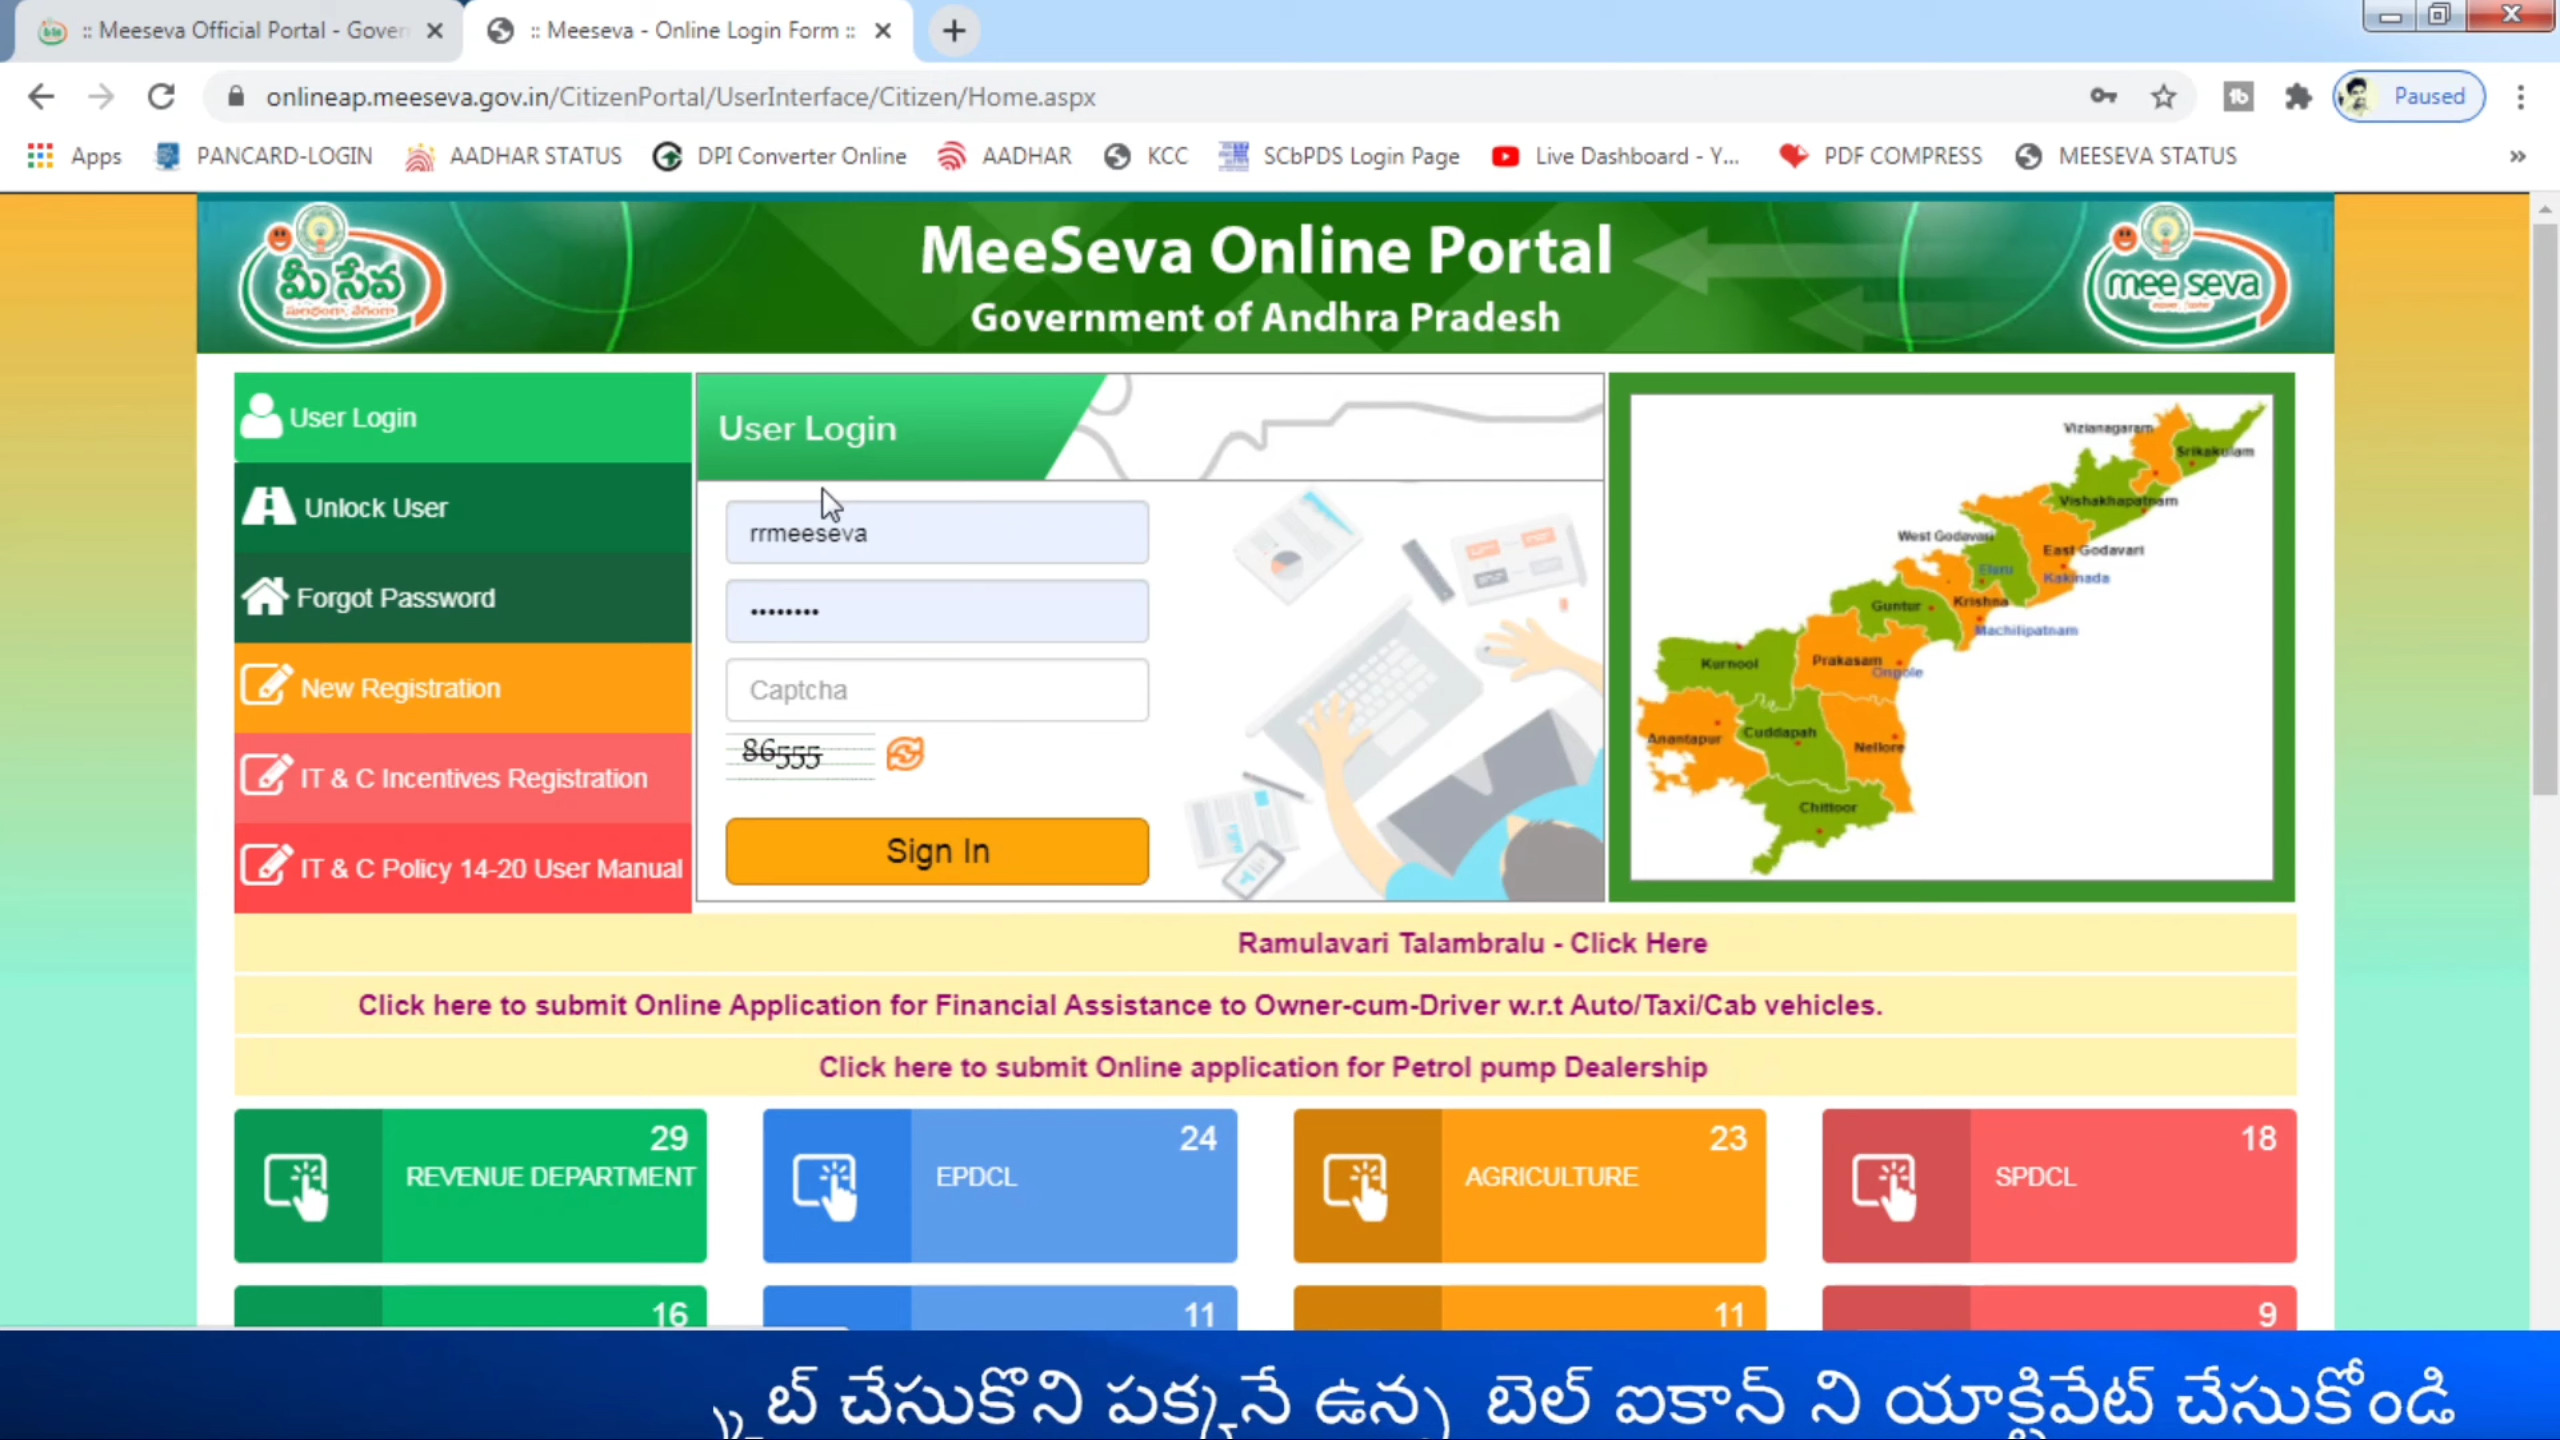 :: Meeseva Official Portal - Gover
:: Meeseva - Online Login Form ::
onlineap.meeseva.gov.in/CitizenPortal/UserInterface/Citizen/Home.aspx
Paused
Apps
PANCARD-LOGIN
AADHAR STATUS
DPI Converter Online
AADHAR
KCC
SCbPDS Login Page
Live Dashboard - Y...
PDF COMPRESS
MEESEVA STATUS
»
మీ సేవ
MeeSeva Online Portal
Government of Andhra Pradesh
mee seva
User Login
Unlock User
Forgot Password
New Registration
IT & C Incentives Registration
IT & C Policy 14-20 User Manual
User Login
rrmeeseva
••••••••
Captcha
86555
Sign In
Vizianagaram
Srikakulam
Vishakhapatnam
West Godavari
East Godavari
Eluru
Kakinada
Guntur
Krishna
Machilipatnam
Kurnool
Prakasam
Ongole
Anantapur
Cuddapah
Nellore
Chittoor
Ramulavari Talambralu - Click Here
Click here to submit Online Application for Financial Assistance to Owner-cum-Driver w.r.t Auto/Taxi/Cab vehicles.
Click here to submit Online application for Petrol pump Dealership
29
REVENUE DEPARTMENT
24
EPDCL
23
AGRICULTURE
18
SPDCL
16
11
11
9
బ్ చేసుకొని పక్కనే ఉన్న బెల్ ఐకాన్ ని యాక్టివేట్ చేసుకోండి